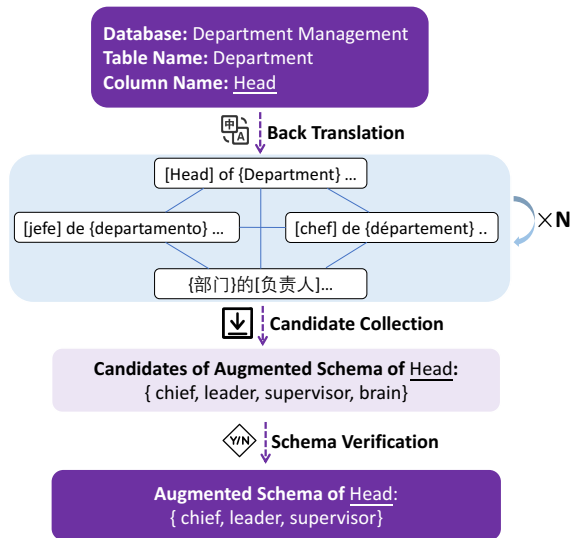 Database: Department Management
Table Name: Department
Column Name: Head
中
A
Back Translation
[Head] of {Department} ...
[jefe] de {departamento} ...
[chef] de {département} ..
{部门}的[负责人]...
×N
Candidate Collection
Candidates of Augmented Schema of Head:
{ chief, leader, supervisor, brain}
Y/N
Schema Verification
Augmented Schema of Head:
{ chief, leader, supervisor}